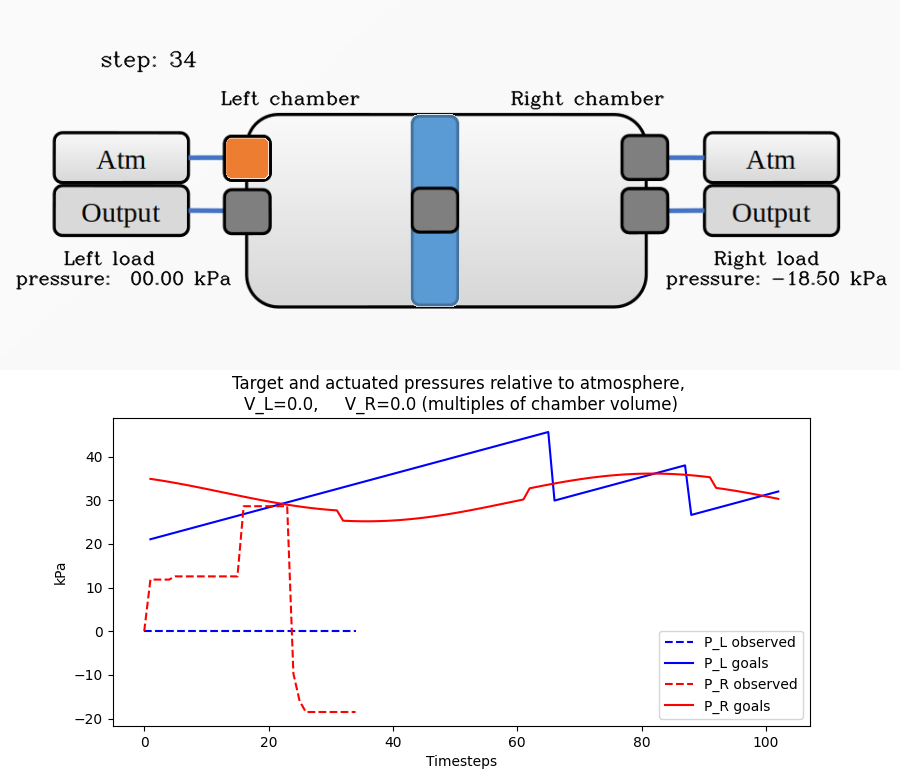 step: 34
Left chamber
Right chamber
Atm
Atm
Output
Output
Left load
pressure: 00.00 kPa
Right load
pressure: −18.50 kPa
Target and actuated pressures relative to atmosphere,
V_L=0.0, V_R=0.0 (multiples of chamber volume)
kPa
40
30
20
10
0
−10
−20
0
20
40
60
80
100
Timesteps
P_L observed
P_L goals
P_R observed
P_R goals